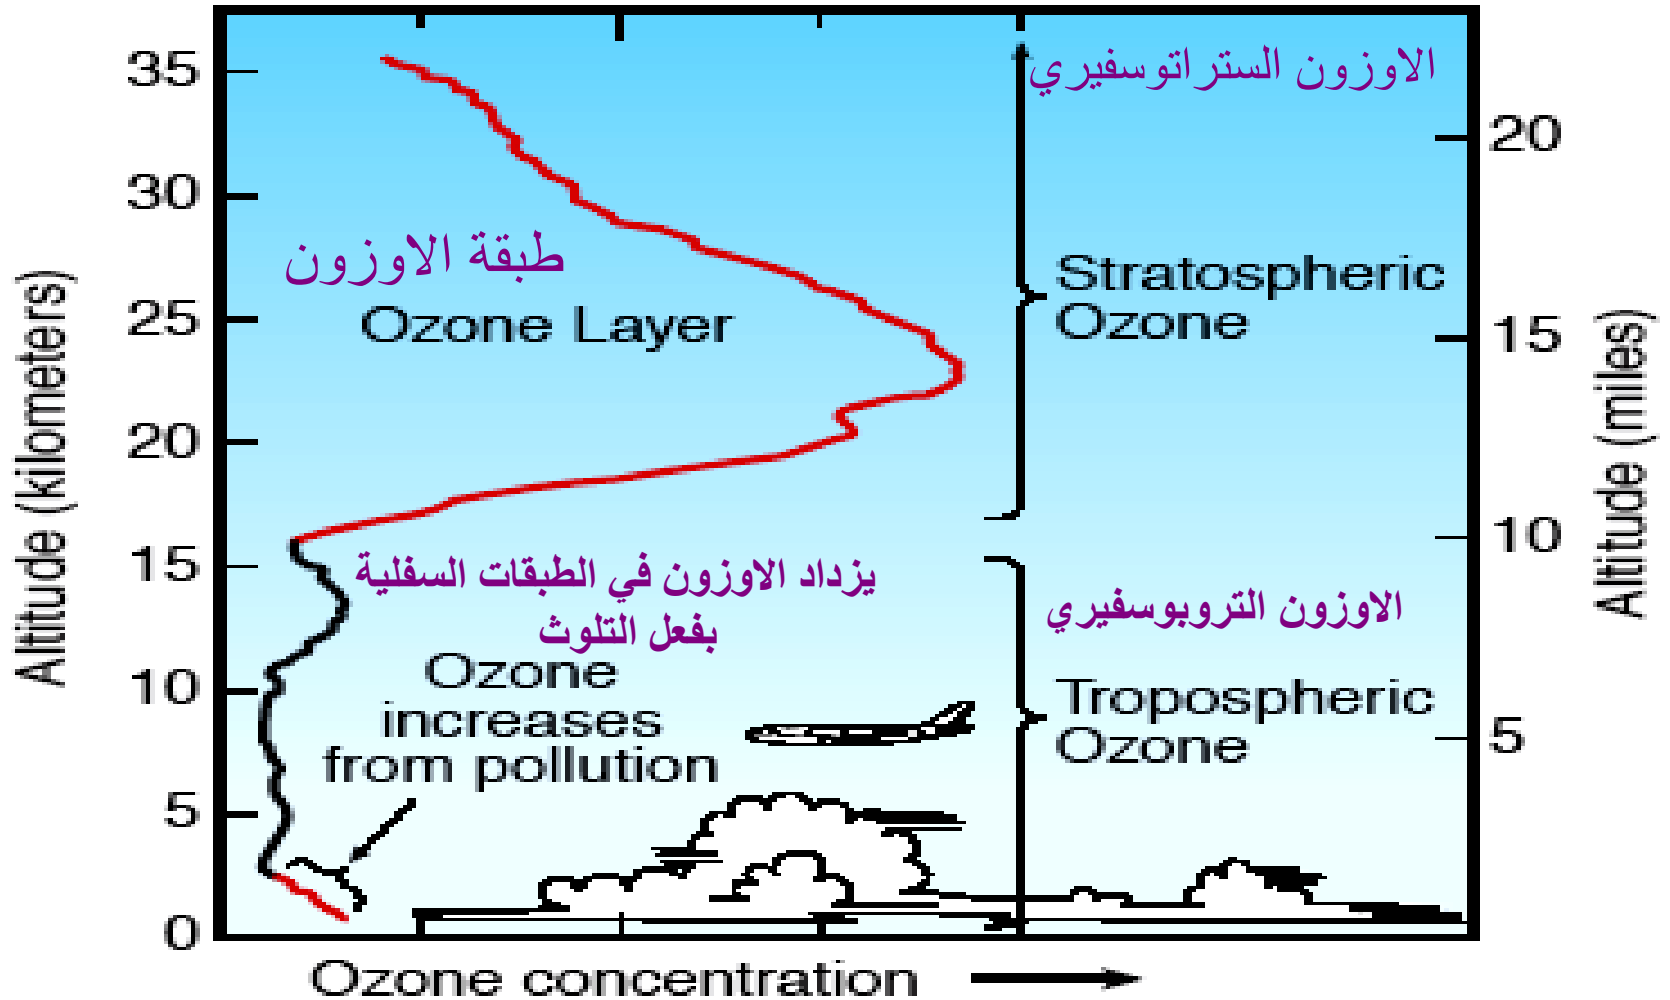 الاوزون الستراتوسفيري
35
20
30
طبقة الاوزون
Ozone Layer
Stratospheric
Ozone
25
15
20
Altitude (kilometers)
Altitude (miles)
10
15
يزداد الاوزون في الطبقات السفلية
بفعل التلوث
الاوزون التروبوسفيري
Ozone
increases
from pollution
Tropospheric
Ozone
10
5
5
0
Ozone concentration